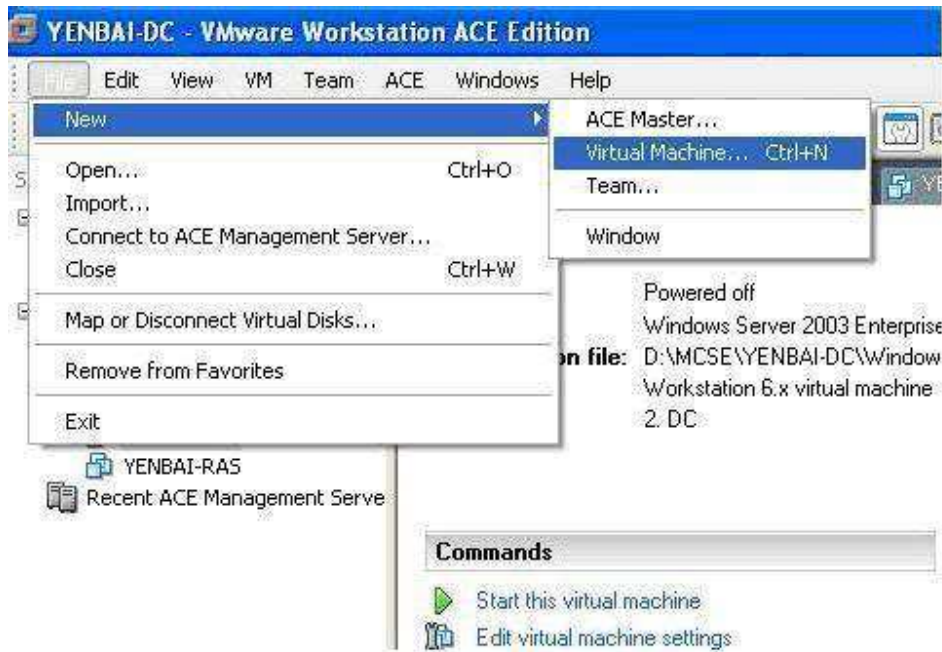 YENBAI-DC - VMware Workstation ACE Edition
Edit View VM Team ACE Windows Help
New
ACE Master...
Virtual Machine... Ctrl+N
Team...
Window
Open... Ctrl+O
Import...
Connect to ACE Management Server...
Close Ctrl+W
Map or Disconnect Virtual Disks...
Remove from Favorites
Exit
Powered off
Windows Server 2003 Enterprise
on file: D:\MCSE\YENBAI-DC\Window
Workstation 6.x virtual machine
2. DC
YENBAI-RAS
Recent ACE Management Serve
Commands
Start this virtual machine
Edit virtual machine settings